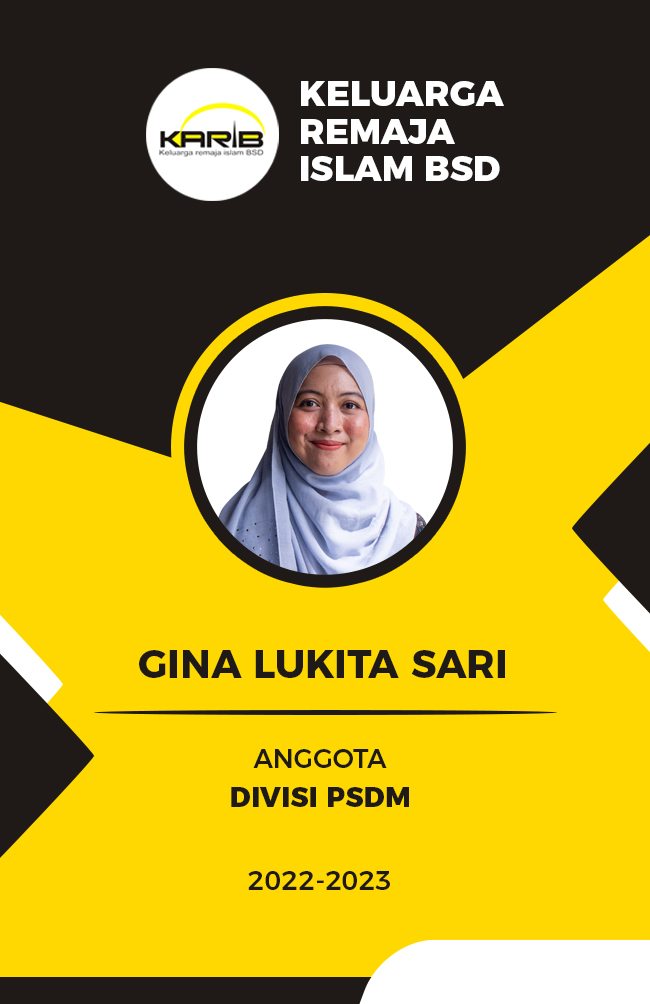 KARIB
Keluarga remaja islam BSD
KELUARGA
REMAJA
ISLAM BSD
GINA LUKITA SARI
ANGGOTA
DIVISI PSDM
2022-2023